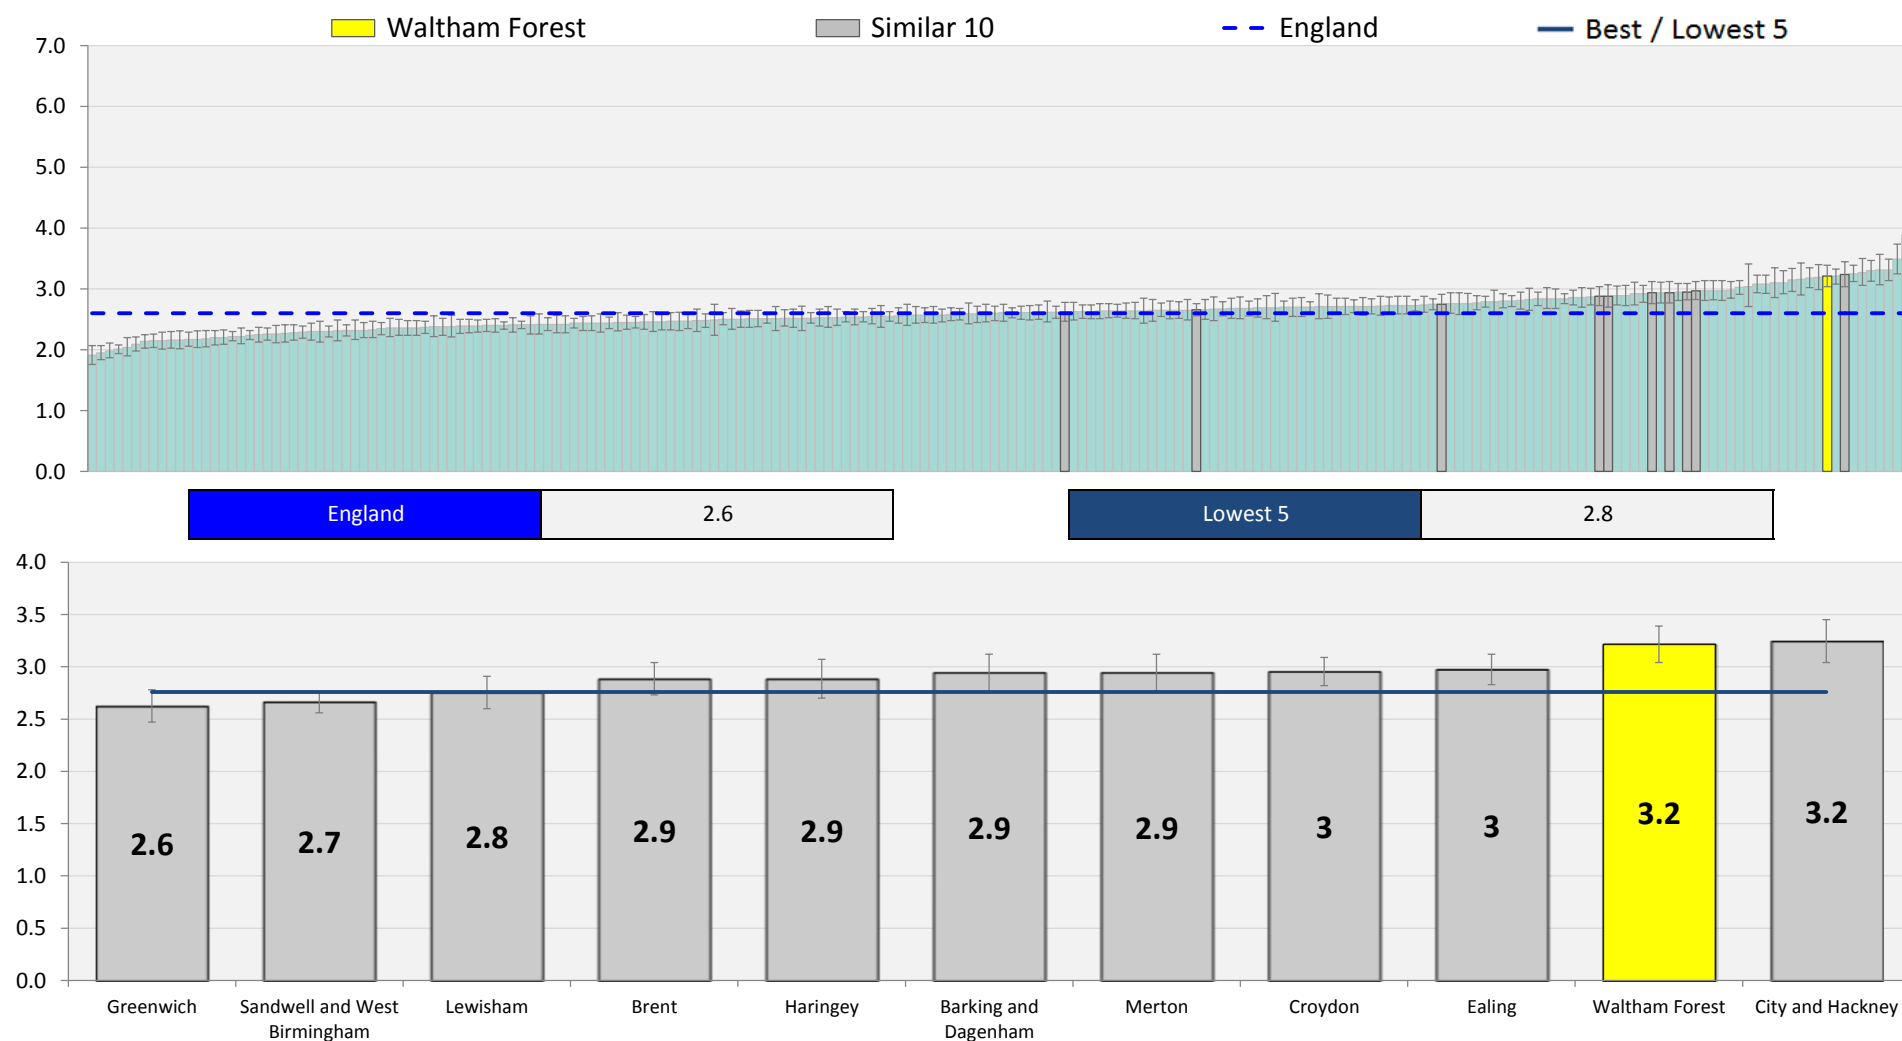 Waltham Forest
Similar 10
England
Best / Lowest 5
7.0
6.0
5.0
4.0
3.0
2.0
1.0
0.0
England
2.6
Lowest 5
2.8
4.0
3.5
3.0
2.5
2.0
1.5
1.0
0.5
0.0
2.6
2.7
2.8
2.9
2.9
2.9
2.9
3
3
3.2
3.2
Greenwich
Sandwell and West
Birmingham
Lewisham
Brent
Haringey
Barking and
Dagenham
Merton
Croydon
Ealing
Waltham Forest
City and Hackney